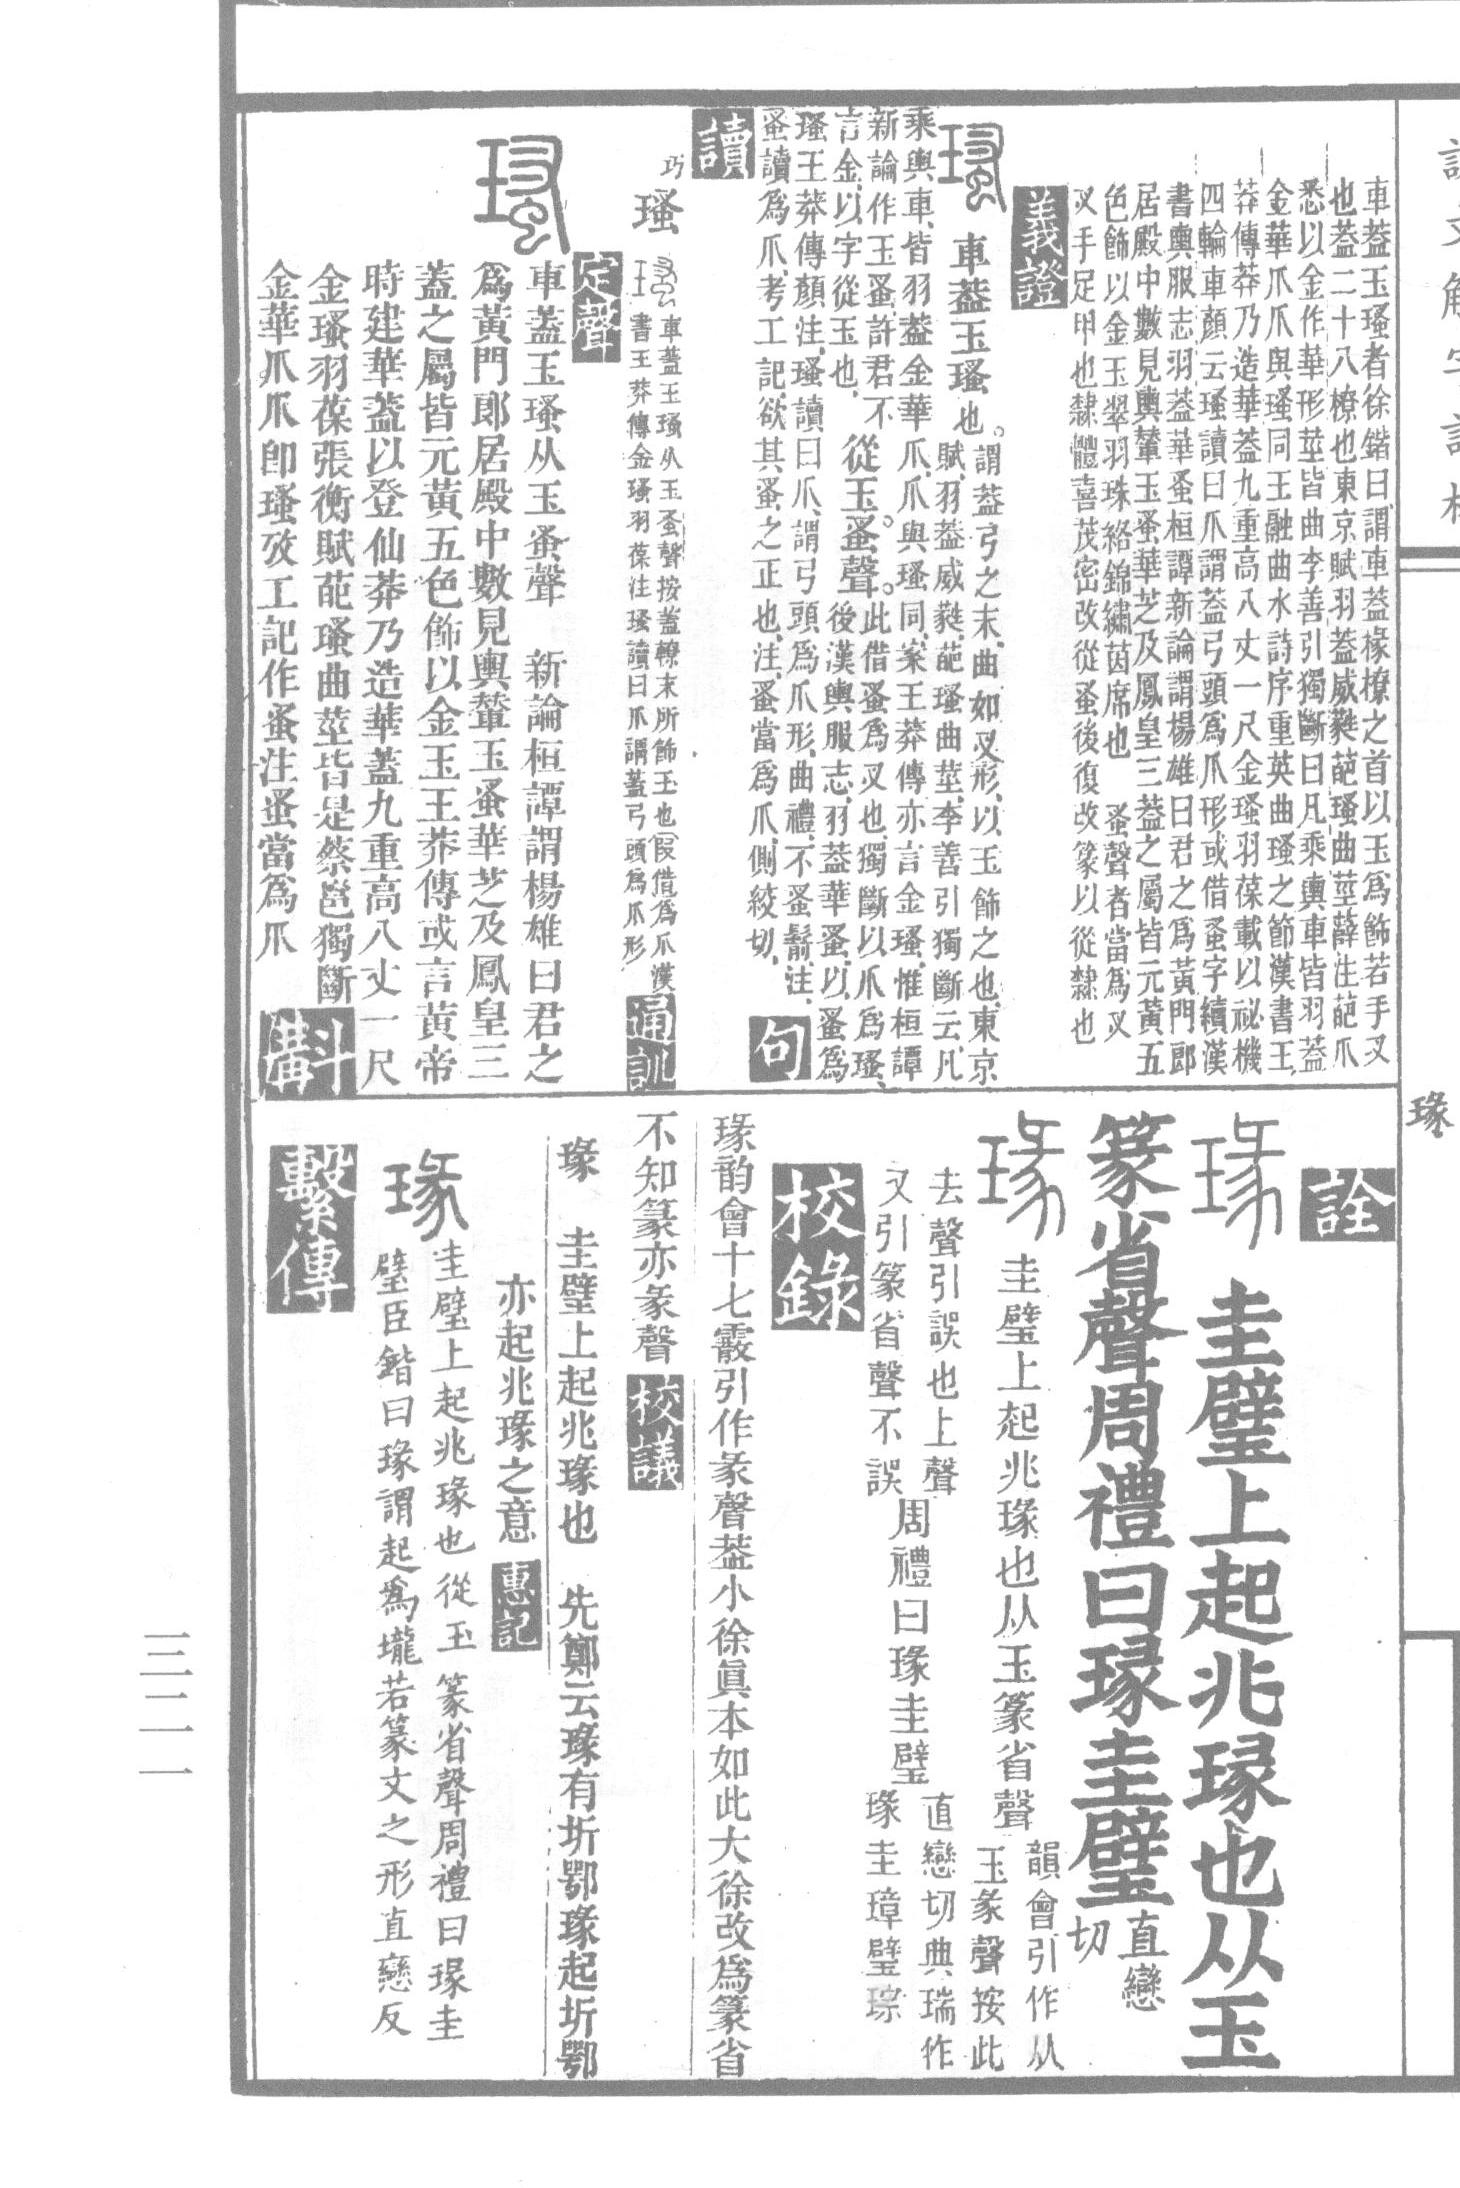 瑑
車葢玉瑵者徐鍇曰謂車葢椽橑之首以玉爲飾若手叉
也葢二十八橑也東京賦羽葢威蕤葩瑵曲莖薛注葩爪
悉以金作華形莖皆曲李善引獨斷曰凡乘輿車皆羽葢
金華爪爪與瑵同王融曲水詩序重英曲瑵之節漢書王
莽傳莽乃造華葢九重高八丈一尺金瑵羽葆載以祕機
四輪車顏云瑵讀曰爪謂葢弓頭爲爪形或借蚤字續漢
書輿服志羽葢華蚤桓譚新論謂楊雄曰君之爲黃門郎
居殿中數見輿輦玉蚤華芝及鳳皇三葢之屬皆元黃五
色飾以金玉翠羽珠絡錦繡茵席也　蚤聲者當爲叉
叉手足甲也隸體喜茂密改從蚤後復改篆以從隸也
義證
車葢玉瑵也。謂葢弓之末、曲如叉形、以玉飾之也、東京
賦、羽葢威蕤、葩瑵曲莖、李善引獨斷云、凡
乘輿車、皆羽葢金華爪、爪與瑵同、案王莽傳亦言金瑵、惟桓譚
新論作玉蚤、許君不
言金、以字從玉也、
從玉。蚤聲。此借蚤爲叉也、獨斷以爪爲瑵、
後漢輿服志、羽葢華蚤、以蚤爲
瑵、王莽傳顏注、瑵讀曰爪、謂弓頭爲爪形、曲禮、不蚤鬋、注、
蚤讀爲爪、考工記、欲其蚤之正也、注、蚤當爲爪、側絞切、
句
讀
巧
瑵
車蓋玉瑵从玉蚤聲按蓋轑末所飾玉也(叚借爲爪漢
書王莽傳金瑵羽葆注瑵讀曰爪謂蓋弓頭爲爪形
通訓
定聲
車蓋玉瑵从玉蚤聲　新論桓譚謂楊雄曰君之
爲黃門郎居殿中數見輿輦玉蚤華芝及鳳皇三
蓋之屬皆元黃五色飾以金玉王莽傳或言黃帝
時建華蓋以登仙莽乃造華蓋九重高八丈一尺
金瑵羽葆張衡賦葩瑵曲莖皆是蔡邕獨斷
金華爪爪卽瑵攷工記作蚤注蚤當爲爪
斠
詮
瑑　圭璧上起兆瑑也从玉
篆省聲周禮曰瑑圭璧直戀
切
瑑　圭璧上起兆瑑也从玉篆省聲韻會引作从
玉彖聲按此
去聲引誤也上聲
又引篆省聲不誤
周禮曰瑑圭璧直戀切典瑞作
瑑圭璋璧琮
校錄
瑑韵會十七霰引作彖聲葢小徐眞本如此大徐改爲篆省
不知篆亦彖聲
校議
瑑　圭璧上起兆瑑也　先鄭云瑑有圻鄂瑑起圻鄂
亦起兆瑑之意
惠記
瑑圭璧上起兆瑑也從玉篆省聲周禮曰瑑圭
璧臣鍇曰瑑謂起爲壠若篆文之形直戀反
繫傳
三二一